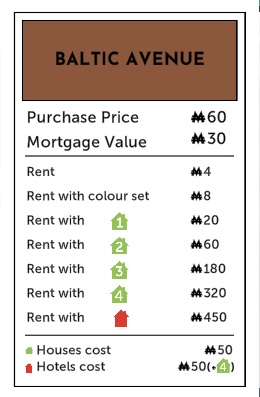 BALTIC AVENUE
Purchase Price ₩60
Mortgage Value ₩30
Rent ₩4
Rent with colour set ₩8
Rent with 1 ₩20
Rent with 2 ₩60
Rent with 3 ₩180
Rent with 4 ₩320
Rent with ₩450
Houses cost ₩50
Hotels cost ₩50(+4)